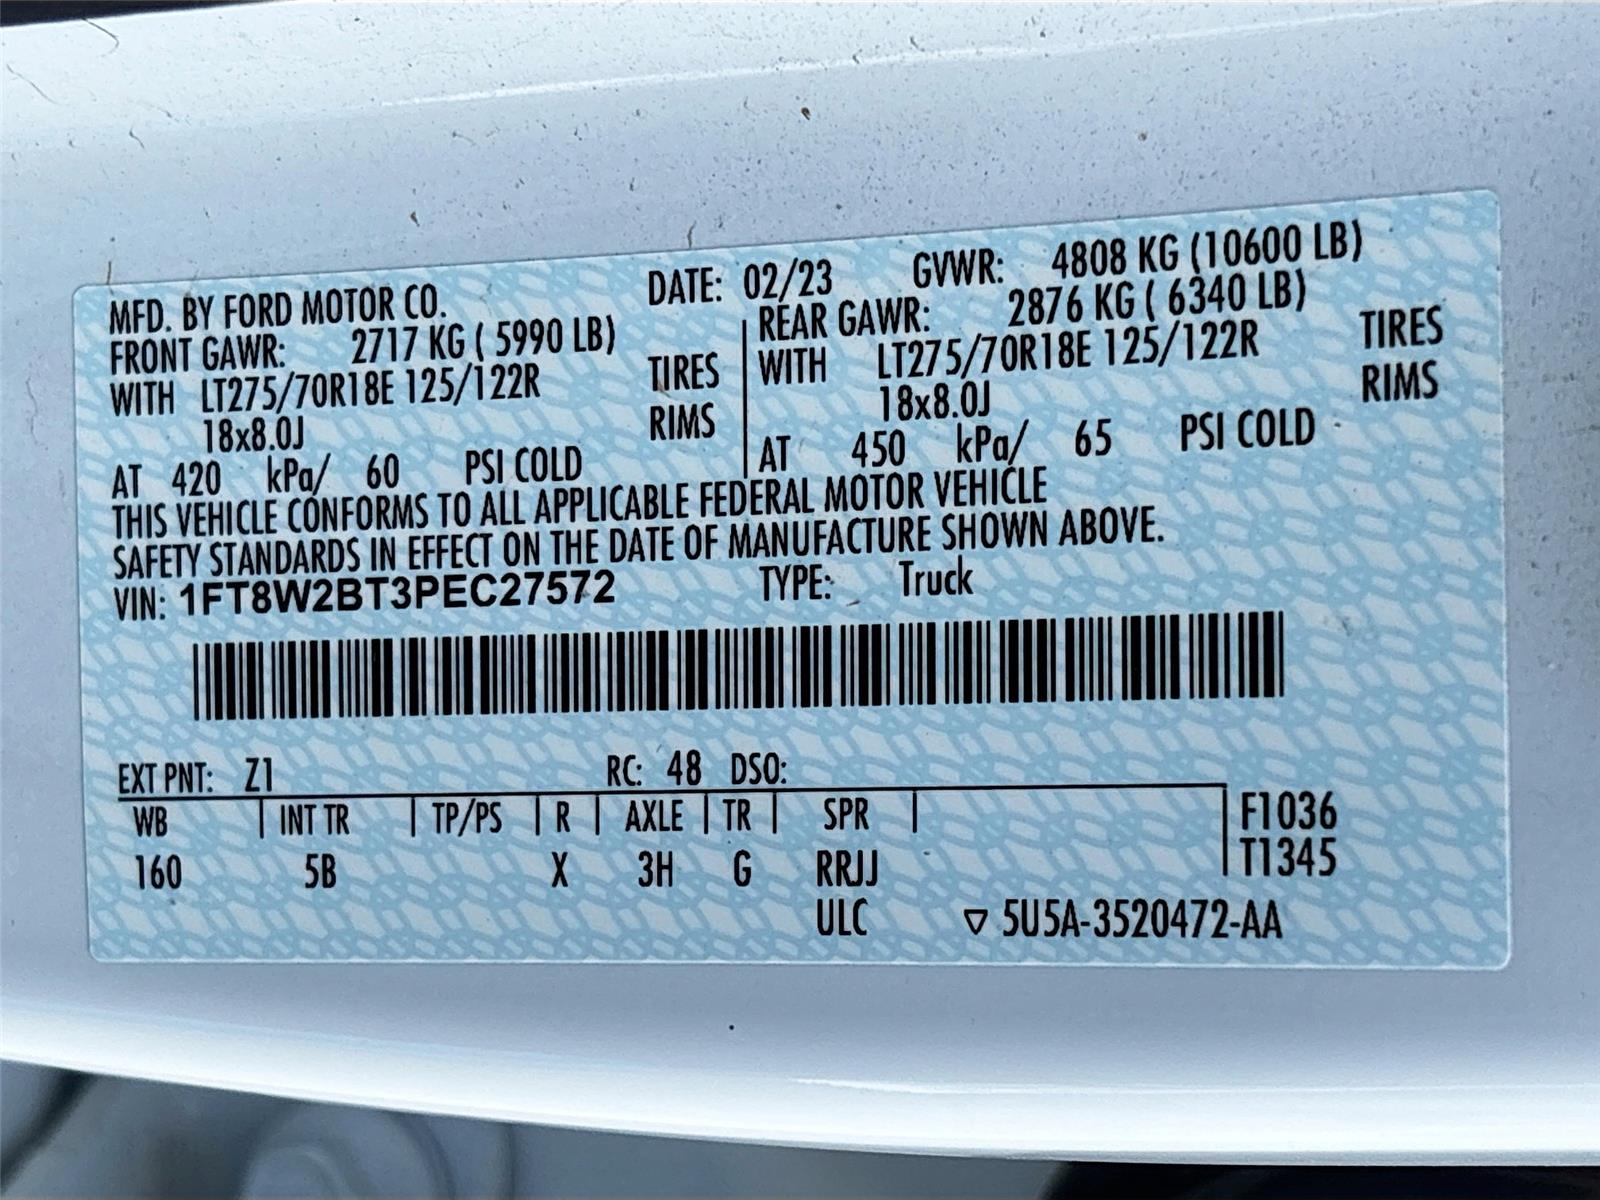 MFD. BY FORD MOTOR CO. DATE: 02/23 GVWR: 4808 KG (10600 LB)
FRONT GAWR: 2717 KG ( 5990 LB) REAR GAWR: 2876 KG ( 6340 LB)
WITH LT275/70R18E 125/122R TIRES WITH LT275/70R18E 125/122R TIRES
18x8.0J RIMS 18x8.0J RIMS
AT 420 kPa/ 60 PSI COLD AT 450 kPa/ 65 PSI COLD
THIS VEHICLE CONFORMS TO ALL APPLICABLE FEDERAL MOTOR VEHICLE
SAFETY STANDARDS IN EFFECT ON THE DATE OF MANUFACTURE SHOWN ABOVE.
VIN: 1FT8W2BT3PEC27572 TYPE: Truck
EXT PNT: Z1 RC: 48 DSO:
WB INT TR TP/PS R AXLE TR SPR F1036
160 5B X 3H G RRJJ T1345
ULC ▽ 5U5A-3520472-AA